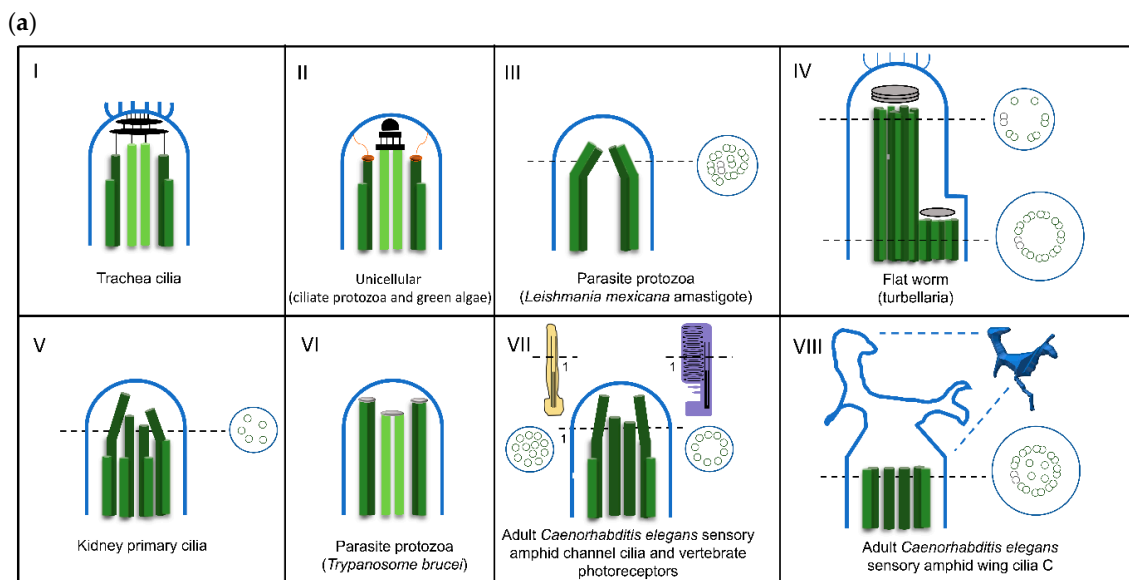 (a)
I
Trachea cilia
II
Unicellular
(ciliate protozoa and green algae)
III
Parasite protozoa
(Leishmania mexicana amastigote)
IV
Flat worm
(turbellaria)
V
Kidney primary cilia
VI
Parasite protozoa
(Trypanosome brucei)
VII
1
1
1
Adult Caenorhabditis elegans sensory
amphid channel cilia and vertebrate
photoreceptors
VIII
Adult Caenorhabditis elegans
sensory amphid wing cilia C